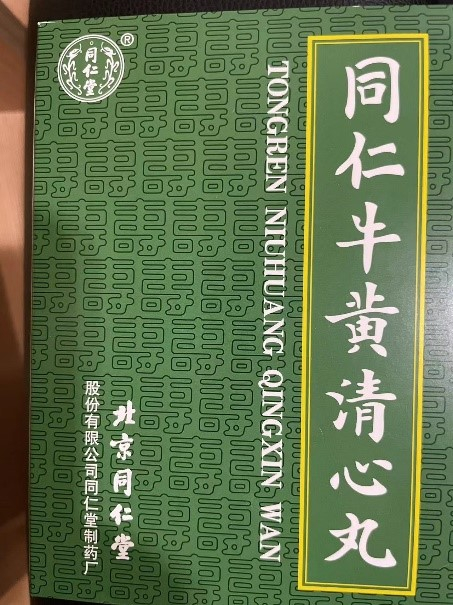 同仁堂
®
同仁牛黄清心丸
TONGREN NIUHUANG QINGXIN WAN
北京同仁堂
股份有限公司同仁堂制药厂